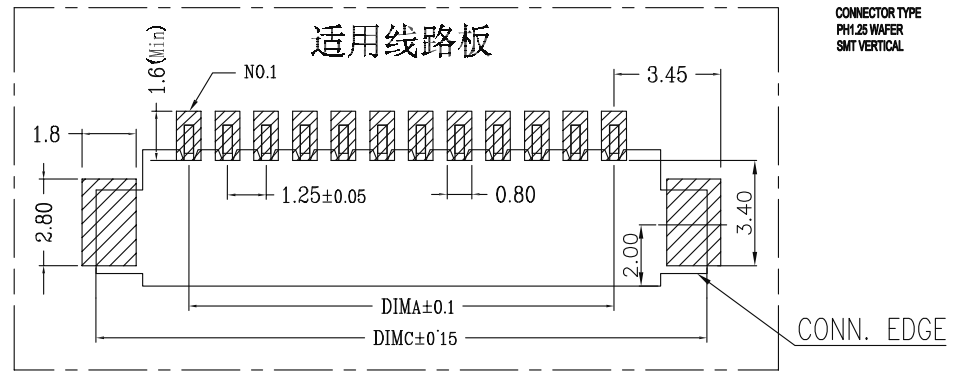 CONNECTOR TYPE
PH1.25 WAFER
SMT VERTICAL
适用线路板
1.6(Min)
NO.1
3.45
1.8
1.25±0.05
0.80
2.80
2.00
3.40
DIMA±0.1
DIMC±0.15
CONN. EDGE